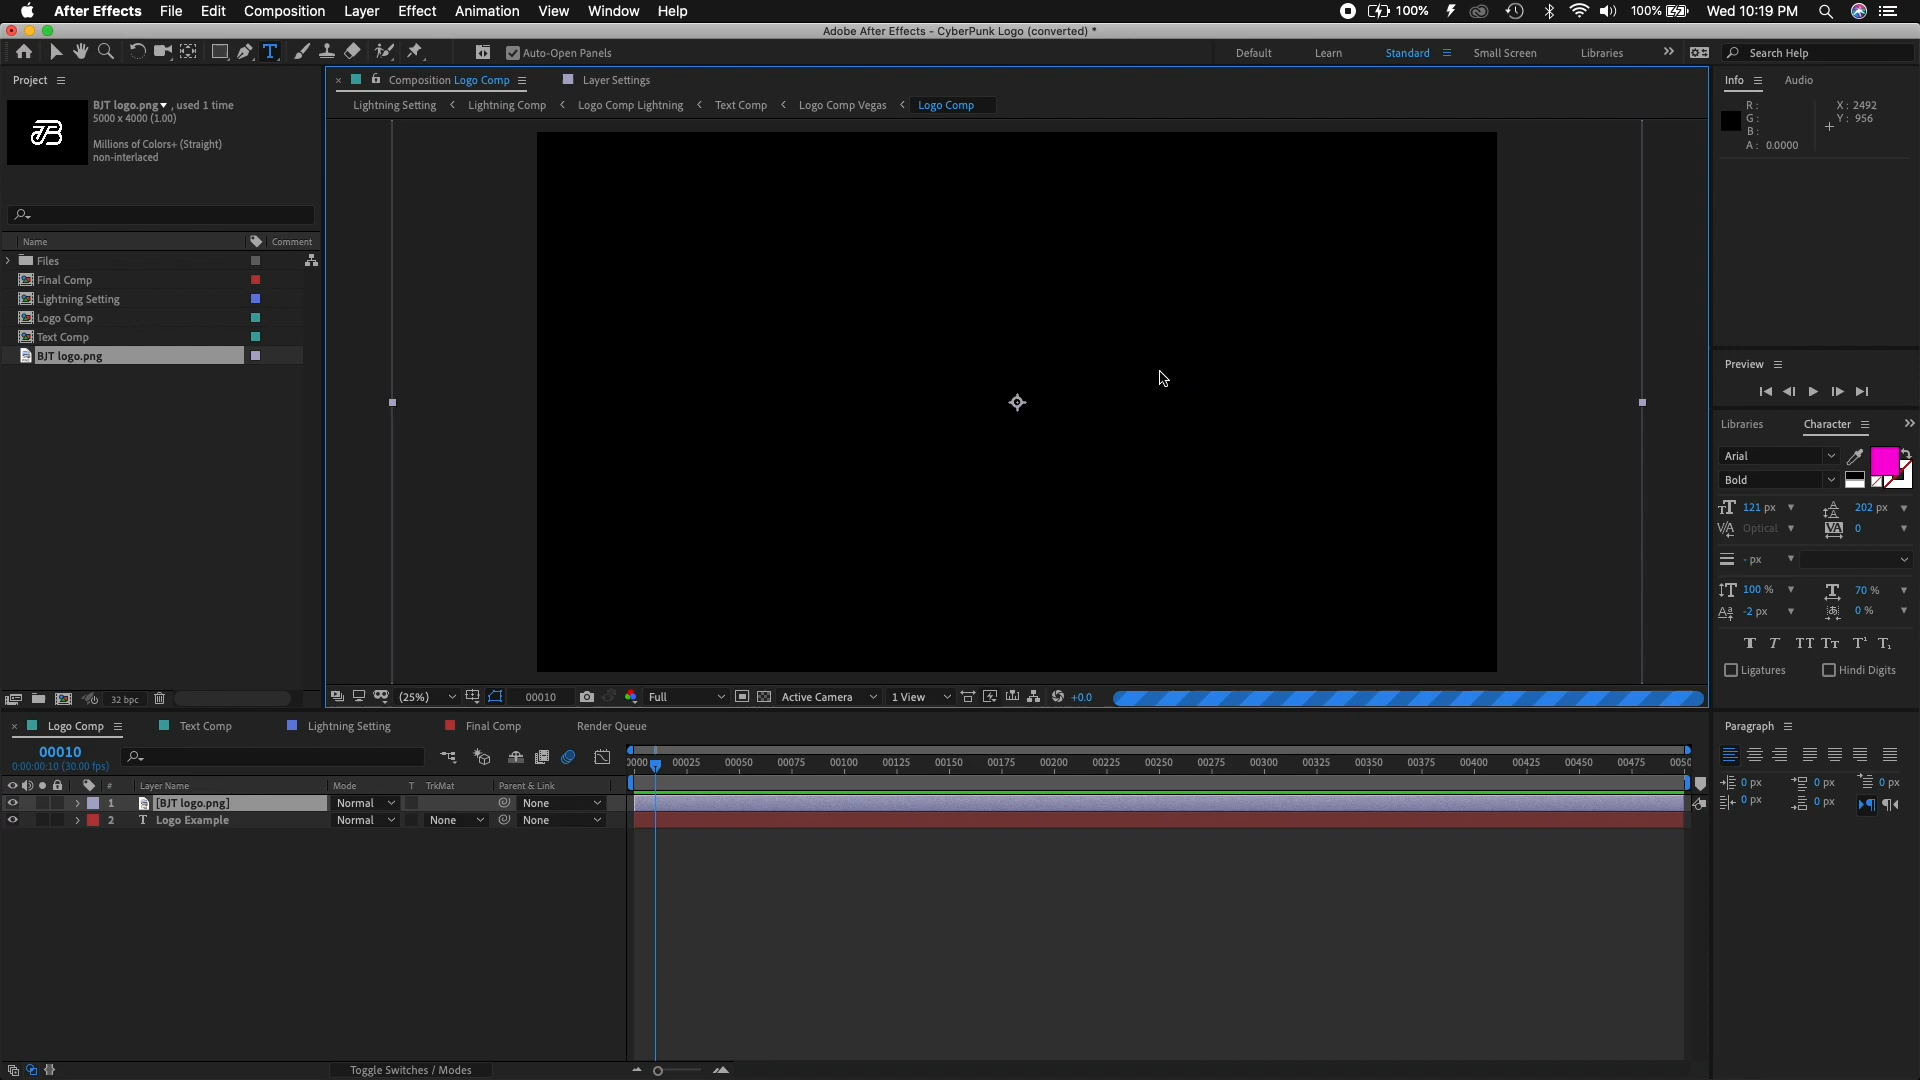 After Effects File Edit Composition Layer Effect Animation View Window Help 100% 100% Wed 10:19 PM
Adobe After Effects - CyberPunk Logo (converted) *
Auto-Open Panels Default Learn Standard Small Screen Libraries Search Help
Project
BJT logo.png , used 1 time
5000 x 4000 (1.00)
Millions of Colors+ (Straight)
non-interlaced
Name Comment
Files
Final Comp
Lightning Setting
Logo Comp
Text Comp
BJT logo.png
32 bpc
Composition Logo Comp Layer Settings
Lightning Setting Lightning Comp Logo Comp Lightning Text Comp Logo Comp Vegas Logo Comp
(25%) 00010 Full Active Camera 1 View +0.0
Info Audio
R: X: 2492
G: Y: 956
B:
A: 0.0000
Preview
Libraries Character
Arial
Bold
121 px 202 px
Optical 0
- px
100 % 70 %
-2 px 0 %
Ligatures Hindi Digits
Paragraph
0 px 0 px 0 px
0 px 0 px
Logo Comp Text Comp Lightning Setting Final Comp Render Queue
00010
0:00:00:10 (30.00 fps)
0000 00025 00050 00075 00100 00125 00150 00175 00200 00225 00250 00275 00300 00325 00350 00375 00400 00425 00450 00475 0050
# Layer Name Mode T TrkMat Parent & Link
1 [BJT logo.png] Normal None
2 T Logo Example Normal None None
Toggle Switches / Modes